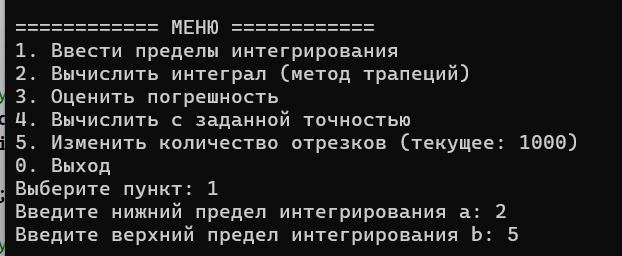 ============ МЕНЮ ============
1. Ввести пределы интегрирования
2. Вычислить интеграл (метод трапеций)
3. Оценить погрешность
4. Вычислить с заданной точностью
5. Изменить количество отрезков (текущее: 1000)
0. Выход
Выберите пункт: 1
Введите нижний предел интегрирования a: 2
Введите верхний предел интегрирования b: 5